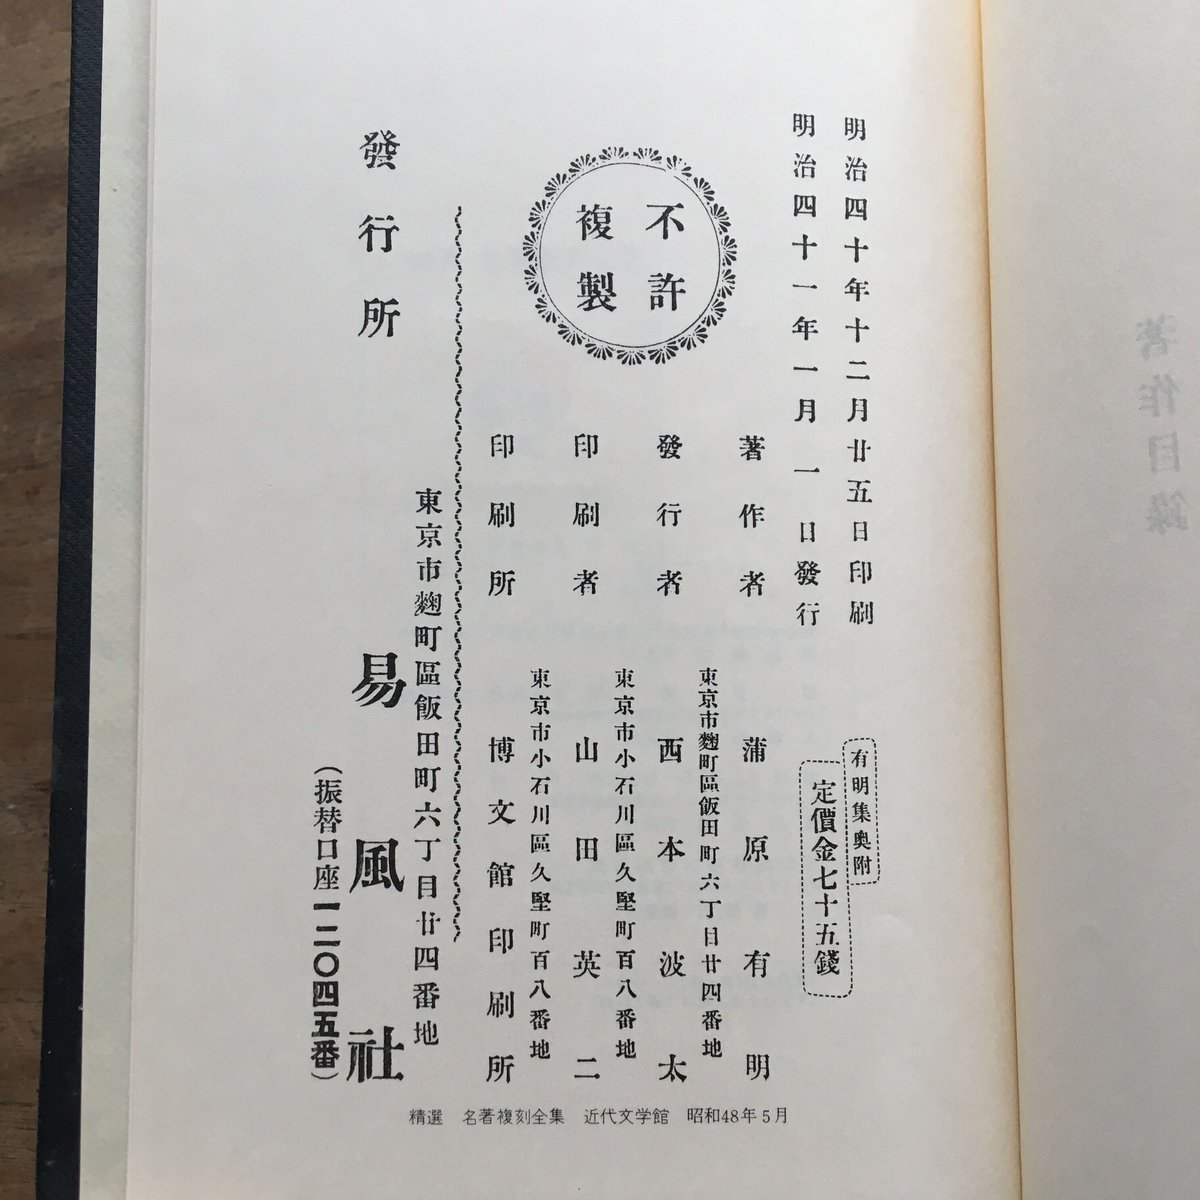 明治四十年十二月廿五日印刷
明治四十一年一月一日發行
有明集奧附
定價金七十五錢
不許
複製
著作者 蒲原有明
東京市麴町區飯田町六丁目廿四番地
發行者 西本波太
東京市小石川區久堅町百八番地
印刷者 山田英二
東京市小石川區久堅町百八番地
印刷所 博文館印刷所
東京市麴町區飯田町六丁目廿四番地
發行所 易風社
(振替口座一二〇四五番)
精選 名著複刻全集 近代文学館 昭和48年5月
著作目錄